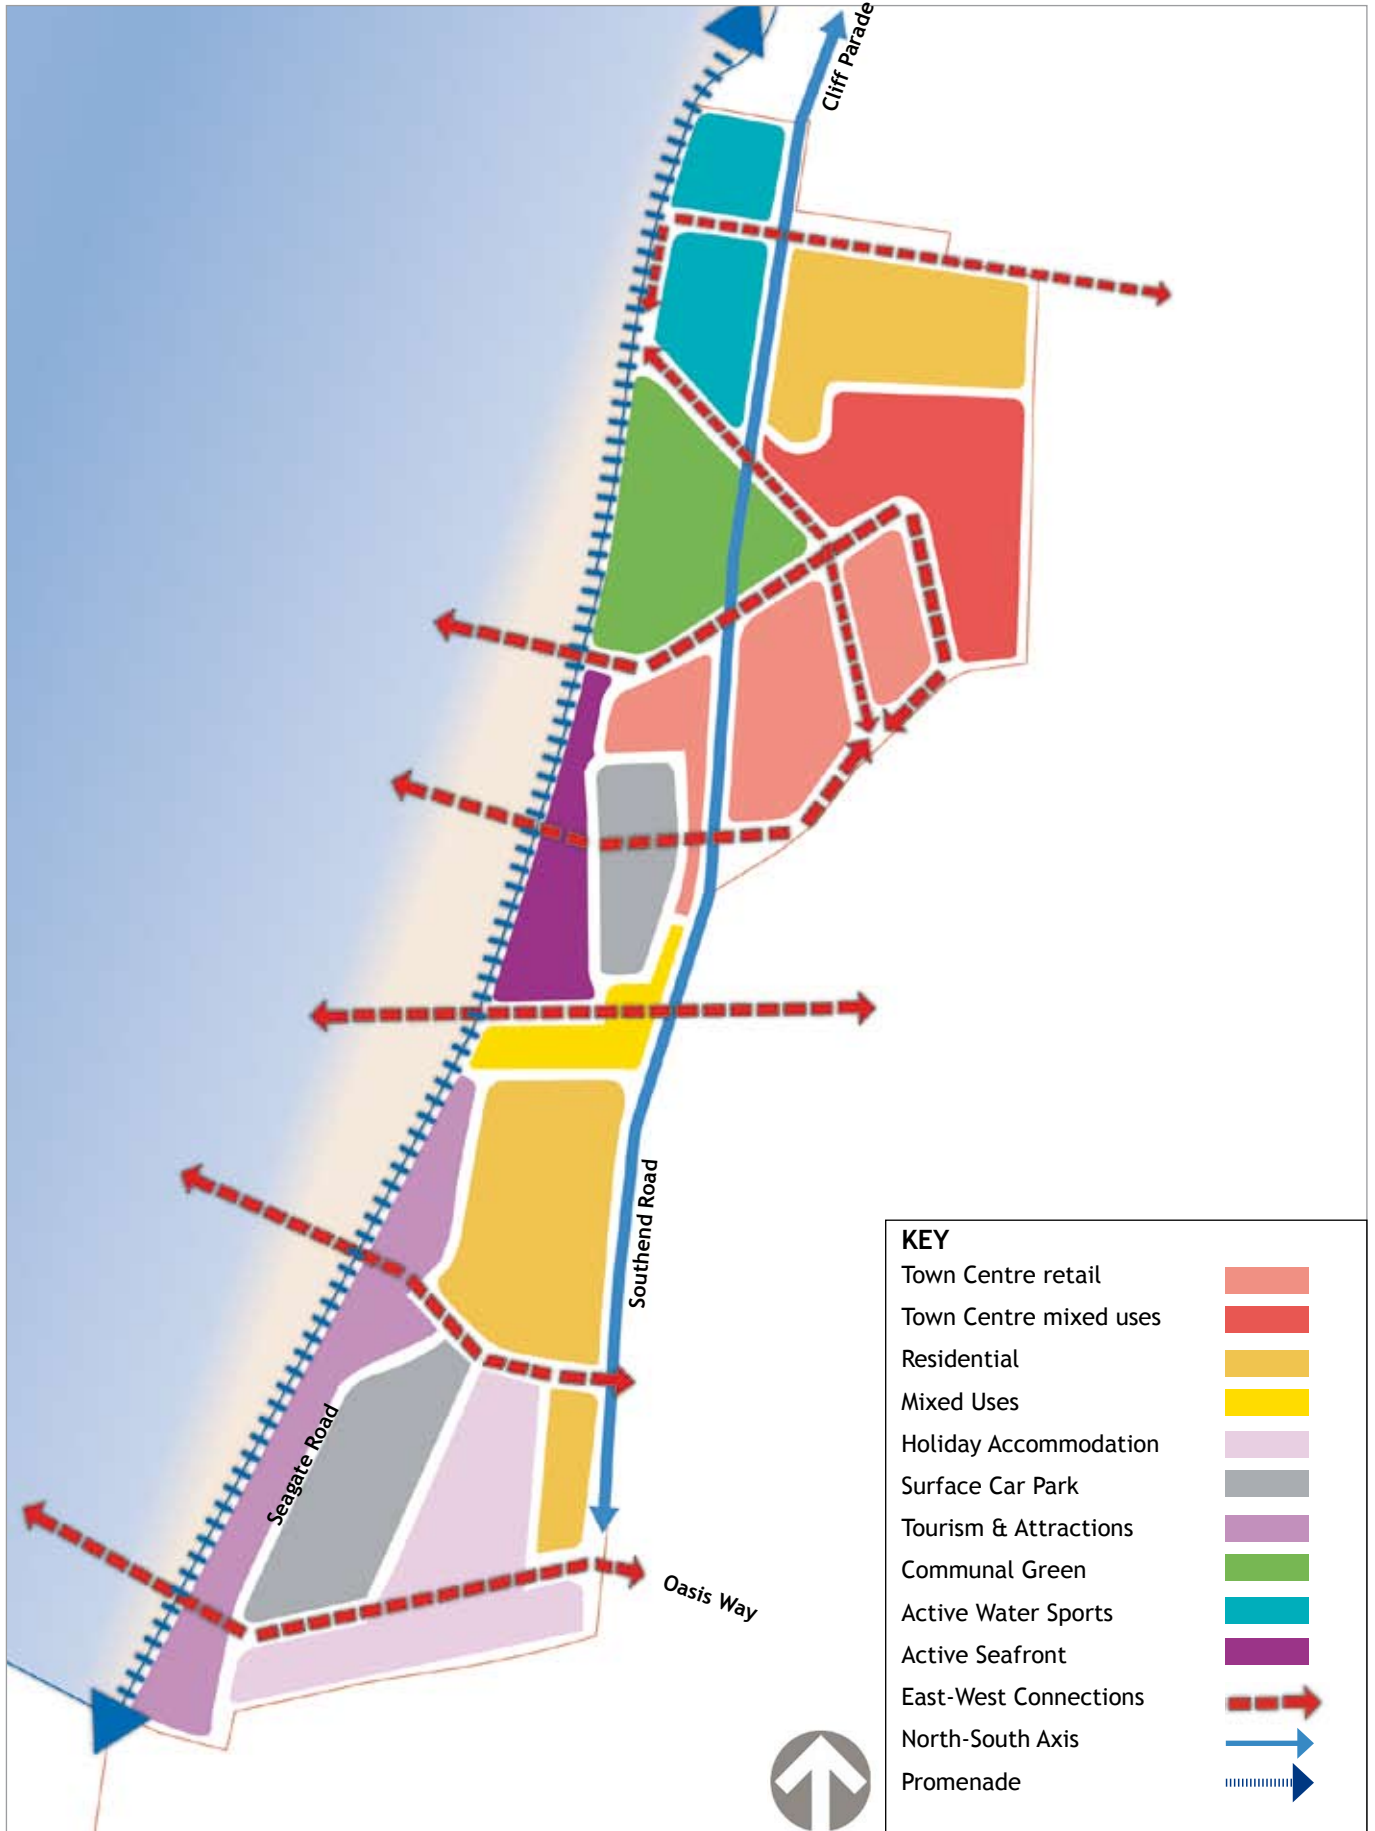 Cliff Parade
Southend Road
Seagate Road
Oasis Way
KEY
Town Centre retail
Town Centre mixed uses
Residential
Mixed Uses
Holiday Accommodation
Surface Car Park
Tourism & Attractions
Communal Green
Active Water Sports
Active Seafront
East-West Connections
North-South Axis
Promenade